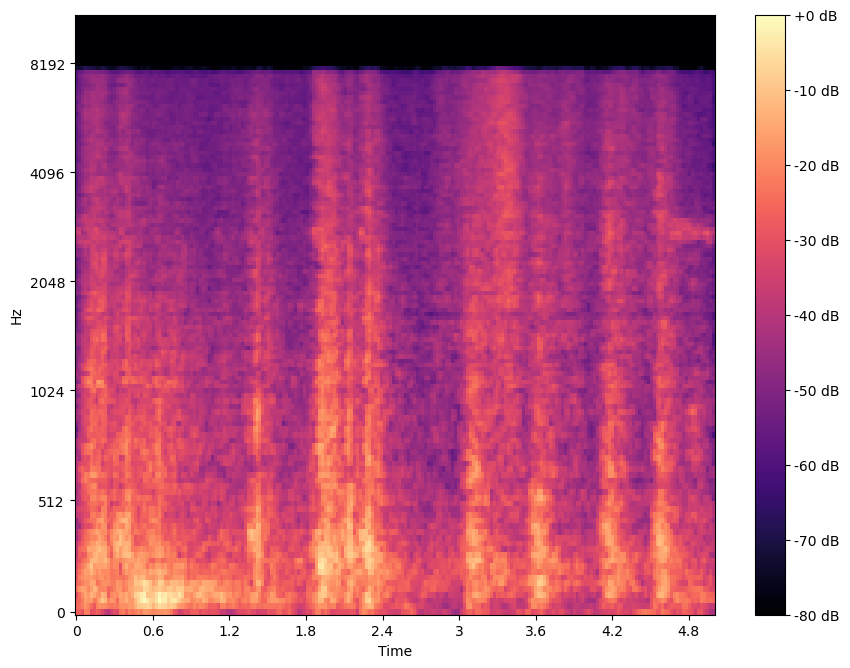 +0 dB
8192
-10 dB
4096
-20 dB
-30 dB
2048
Hz
-40 dB
1024
-50 dB
512
-60 dB
-70 dB
0
-80 dB
0 0.6 1.2 1.8 2.4 3 3.6 4.2 4.8
Time